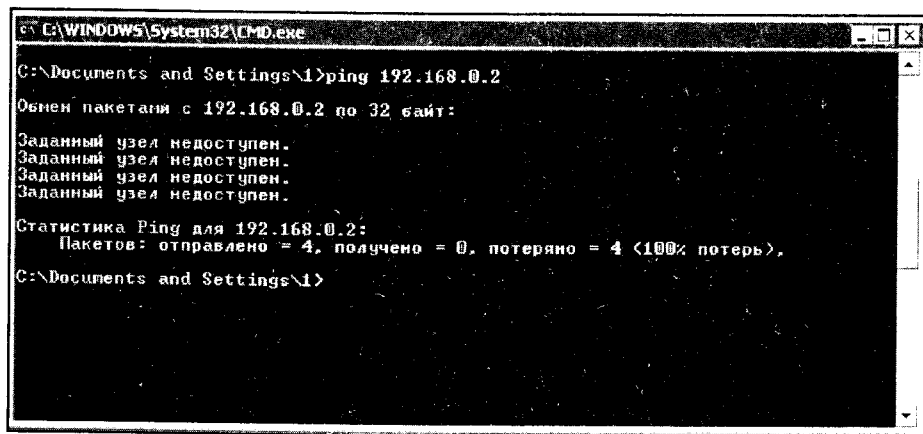 C:\WINDOWS\System32\CMD.exe
C:\Documents and Settings\1>ping 192.168.0.2
Обмен пакетами с 192.168.0.2 по 32 байт:
Заданный узел недоступен.
Заданный узел недоступен.
Заданный узел недоступен.
Заданный узел недоступен.
Статистика Ping для 192.168.0.2:
Пакетов: отправлено = 4, получено = 0, потеряно = 4 (100% потерь),
C:\Documents and Settings\1>